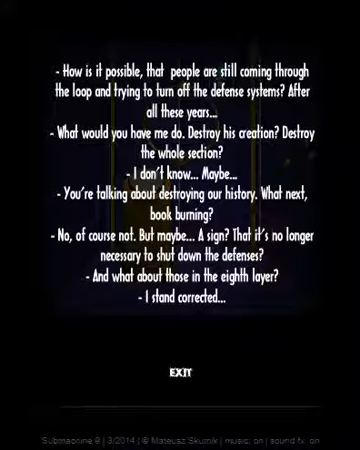 - How is it possible, that people are still coming through
the loop and trying to turn off the defense systems? After
all these years...
- What would you have me do. Destroy his creation? Destroy
the whole section?
- I don't know... Maybe...
- You're talking about destroying our history. What next,
book burning?
- No, of course not. But maybe... A sign? That it's no longer
necessary to shut down the defenses?
- And what about those in the eighth layer?
- I stand corrected...
EXIT
Submachine 9 | 3/2014 | © Mateusz Skutnik | music: on | sound fx: on